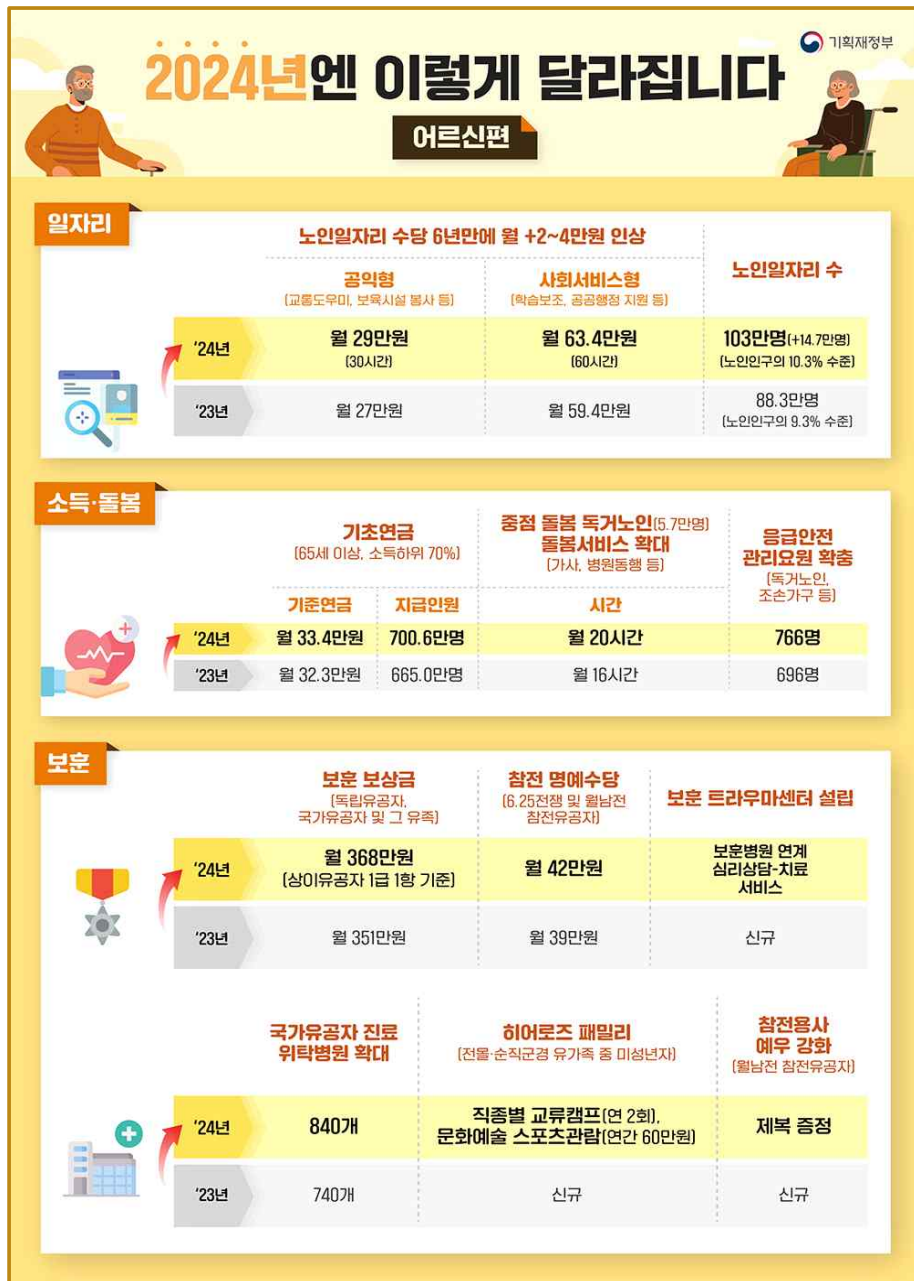 기획재정부
2024년엔 이렇게 달라집니다
어르신편
일자리
노인일자리 수당 6년만에 월 +2~4만원 인상
노인일자리 수
공익형
(교통도우미, 보육시설 봉사 등)
사회서비스형
(학습보조, 공공행정 지원 등)
'24년
월 29만원
(30시간)
월 63.4만원
(60시간)
103만명(+14.7만명)
(노인인구의 10.3% 수준)
'23년
월 27만원
월 59.4만원
88.3만명
(노인인구의 9.3% 수준)
소득·돌봄
기초연금
(65세 이상, 소득하위 70%)
중점 돌봄 독거노인(5.7만명)
돌봄서비스 확대
(가사, 병원동행 등)
응급안전
관리요원 확충
(독거노인,
조손가구 등)
기준연금
지급인원
시간
'24년
월 33.4만원
700.6만명
월 20시간
766명
'23년
월 32.3만원
665.0만명
월 16시간
696명
보훈
보훈 보상금
(독립유공자,
국가유공자 및 그 유족)
참전 명예수당
(6.25전쟁 및 월남전
참전유공자)
보훈 트라우마센터 설립
'24년
월 368만원
(상이유공자 1급 1항 기준)
월 42만원
보훈병원 연계
심리상담-치료
서비스
'23년
월 351만원
월 39만원
신규
국가유공자 진료
위탁병원 확대
히어로즈 패밀리
(전몰·순직군경 유가족 중 미성년자)
참전용사
예우 강화
(월남전 참전유공자)
'24년
840개
직종별 교류캠프(연 2회),
문화예술 스포츠관람(연간 60만원)
제복 증정
'23년
740개
신규
신규